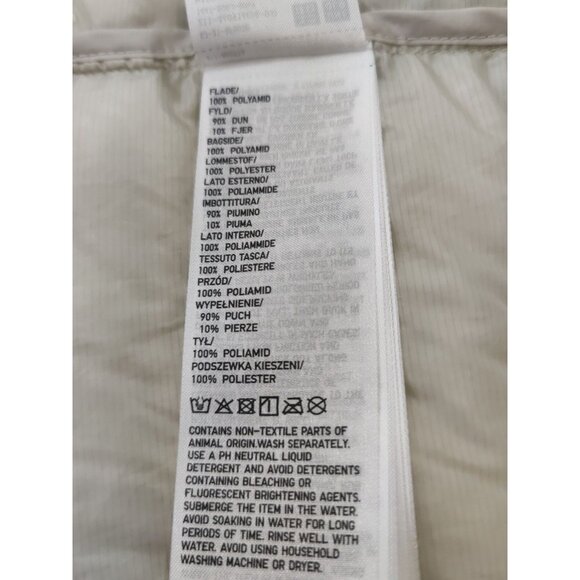 FLADE/
100% POLYAMID
FYLD/
90% DUN
10% FJER
BAGSIDE/
100% POLYAMID
LOMMESTOF/
100% POLYESTER
LATO ESTERNO/
100% POLIAMMIDE
IMBOTTITURA/
90% PIUMINO
10% PIUMA
LATO INTERNO/
100% POLIAMMIDE
TESSUTO TASCA/
100% POLIESTERE
PRZÓD/
100% POLIAMID
WYPEŁNIENIE/
90% PUCH
10% PIERZE
TYŁ/
100% POLIAMID
PODSZEWKA KIESZENI/
100% POLIESTER
CONTAINS NON-TEXTILE PARTS OF
ANIMAL ORIGIN.WASH SEPARATELY.
USE A PH NEUTRAL LIQUID
DETERGENT AND AVOID DETERGENTS
CONTAINING BLEACHING OR
FLUORESCENT BRIGHTENING AGENTS.
SUBMERGE THE ITEM IN THE WATER.
AVOID SOAKING IN WATER FOR LONG
PERIODS OF TIME. RINSE WELL WITH
WATER. AVOID USING HOUSEHOLD
WASHING MACHINE OR DRYER.